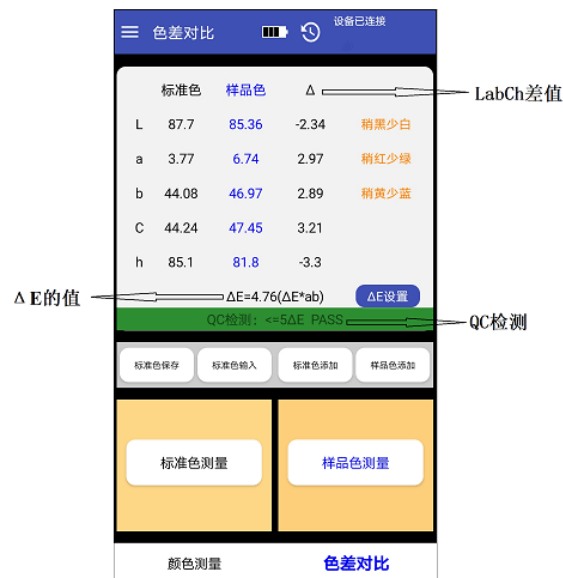 色差对比
设备已连接
标准色 样品色 Δ
LabCh差值
L 87.7 85.36 -2.34 稍黑少白
a 3.77 6.74 2.97 稍红少绿
b 44.08 46.97 2.89 稍黄少蓝
C 44.24 47.45 3.21
h 85.1 81.8 -3.3
ΔE的值
ΔE=4.76(ΔE*ab) ΔE设置
QC检测：<=5ΔE PASS
QC检测
标准色保存 标准色输入 标准色添加 样品色添加
标准色测量 样品色测量
颜色测量 色差对比